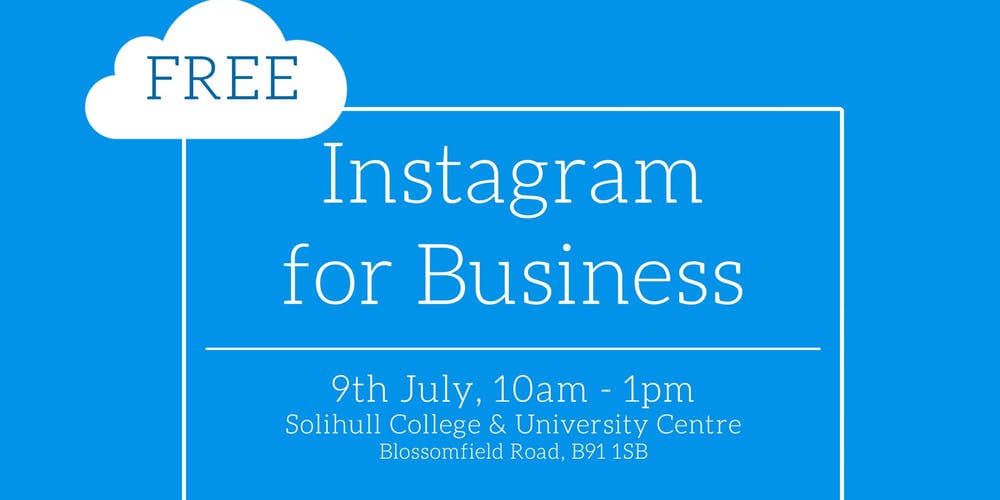 FREE
Instagram
for Business
9th July, 10am - 1pm
Solihull College & University Centre
Blossomfield Road, B91 1SB